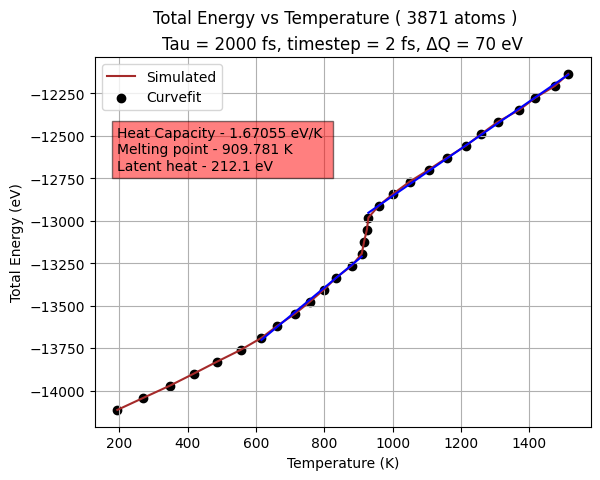 Total Energy vs Temperature ( 3871 atoms )
Tau = 2000 fs, timestep = 2 fs, ΔQ = 70 eV
Simulated
Curvefit
Heat Capacity - 1.67055 eV/K
Melting point - 909.781 K
Latent heat - 212.1 eV
Total Energy (eV)
−12250
−12500
−12750
−13000
−13250
−13500
−13750
−14000
200 400 600 800 1000 1200 1400
Temperature (K)